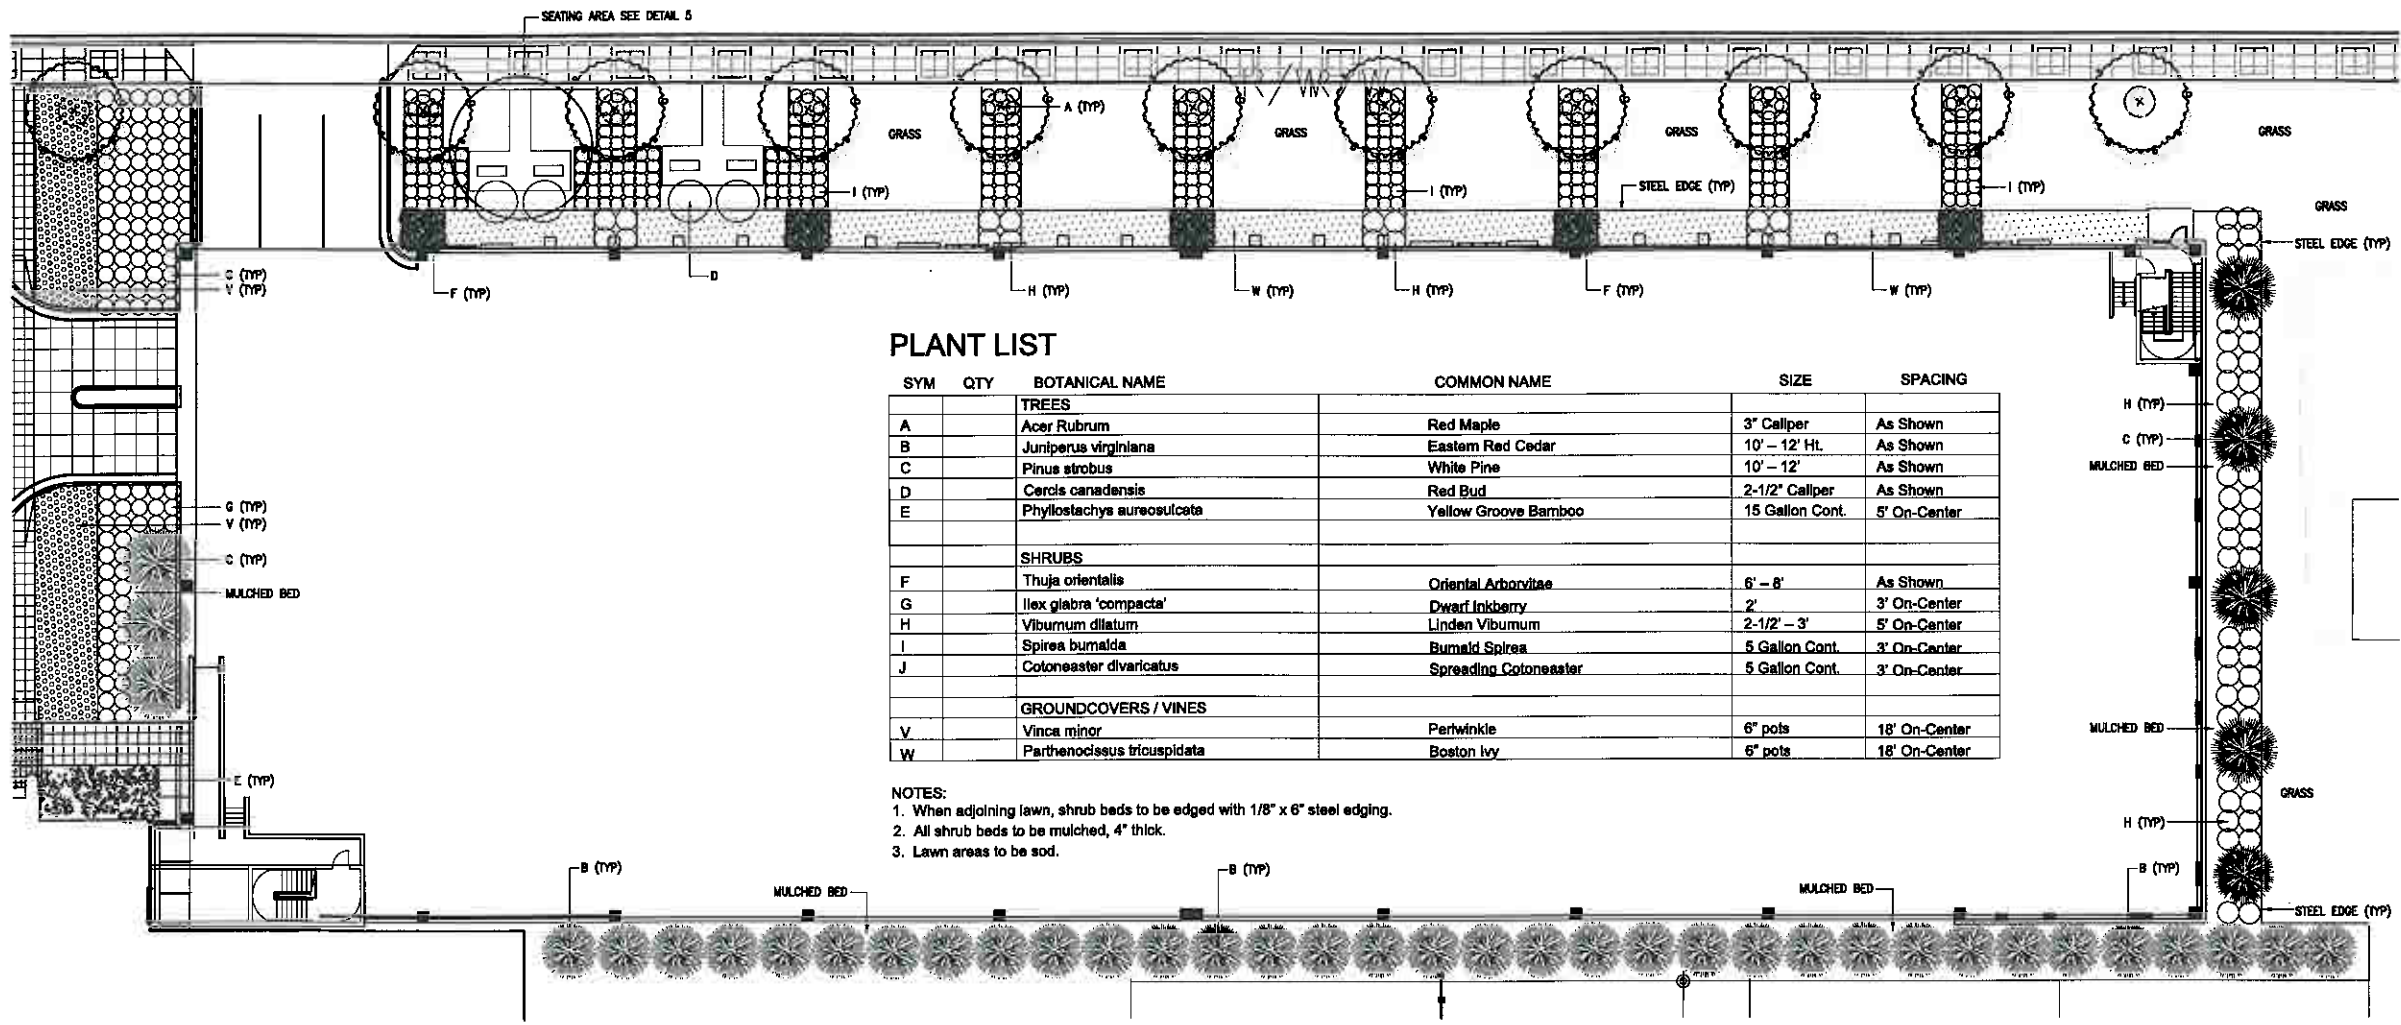 SEATING AREA SEE DETAIL 5
A (TYP)
GRASS
GRASS
GRASS
GRASS
I (TYP)
I (TYP)
STEEL EDGE (TYP)
I (TYP)
GRASS
STEEL EDGE (TYP)
G (TYP)
V (TYP)
F (TYP)
D
H (TYP)
W (TYP)
H (TYP)
F (TYP)
W (TYP)
PLANT LIST
SYM QTY BOTANICAL NAME COMMON NAME SIZE SPACING
TREES
A Acer Rubrum Red Maple 3" Caliper As Shown
B Juniperus virginiana Eastern Red Cedar 10' – 12' Ht. As Shown
C Pinus strobus White Pine 10' – 12' As Shown
D Cercis canadensis Red Bud 2-1/2" Caliper As Shown
E Phyllostachys aureosulcata Yellow Groove Bamboo 15 Gallon Cont. 5' On-Center
SHRUBS
F Thuja orientalis Oriental Arborvitae 6' – 8' As Shown
G Ilex glabra 'compacta' Dwarf Inkberry 2' 3' On-Center
H Viburnum dilatum Linden Viburnum 2-1/2' – 3' 5' On-Center
I Spirea bumalda Bumald Spirea 5 Gallon Cont. 3' On-Center
J Cotoneaster divaricatus Spreading Cotoneaster 5 Gallon Cont. 3' On-Center
GROUNDCOVERS / VINES
V Vinca minor Periwinkle 6" pots 18' On-Center
W Parthenocissus tricuspidata Boston Ivy 6" pots 18' On-Center
NOTES:
1. When adjoining lawn, shrub beds to be edged with 1/8" x 6" steel edging.
2. All shrub beds to be mulched, 4" thick.
3. Lawn areas to be sod.
G (TYP)
V (TYP)
C (TYP)
MULCHED BED
E (TYP)
H (TYP)
C (TYP)
MULCHED BED
MULCHED BED
GRASS
H (TYP)
B (TYP)
MULCHED BED
B (TYP)
MULCHED BED
B (TYP)
STEEL EDGE (TYP)